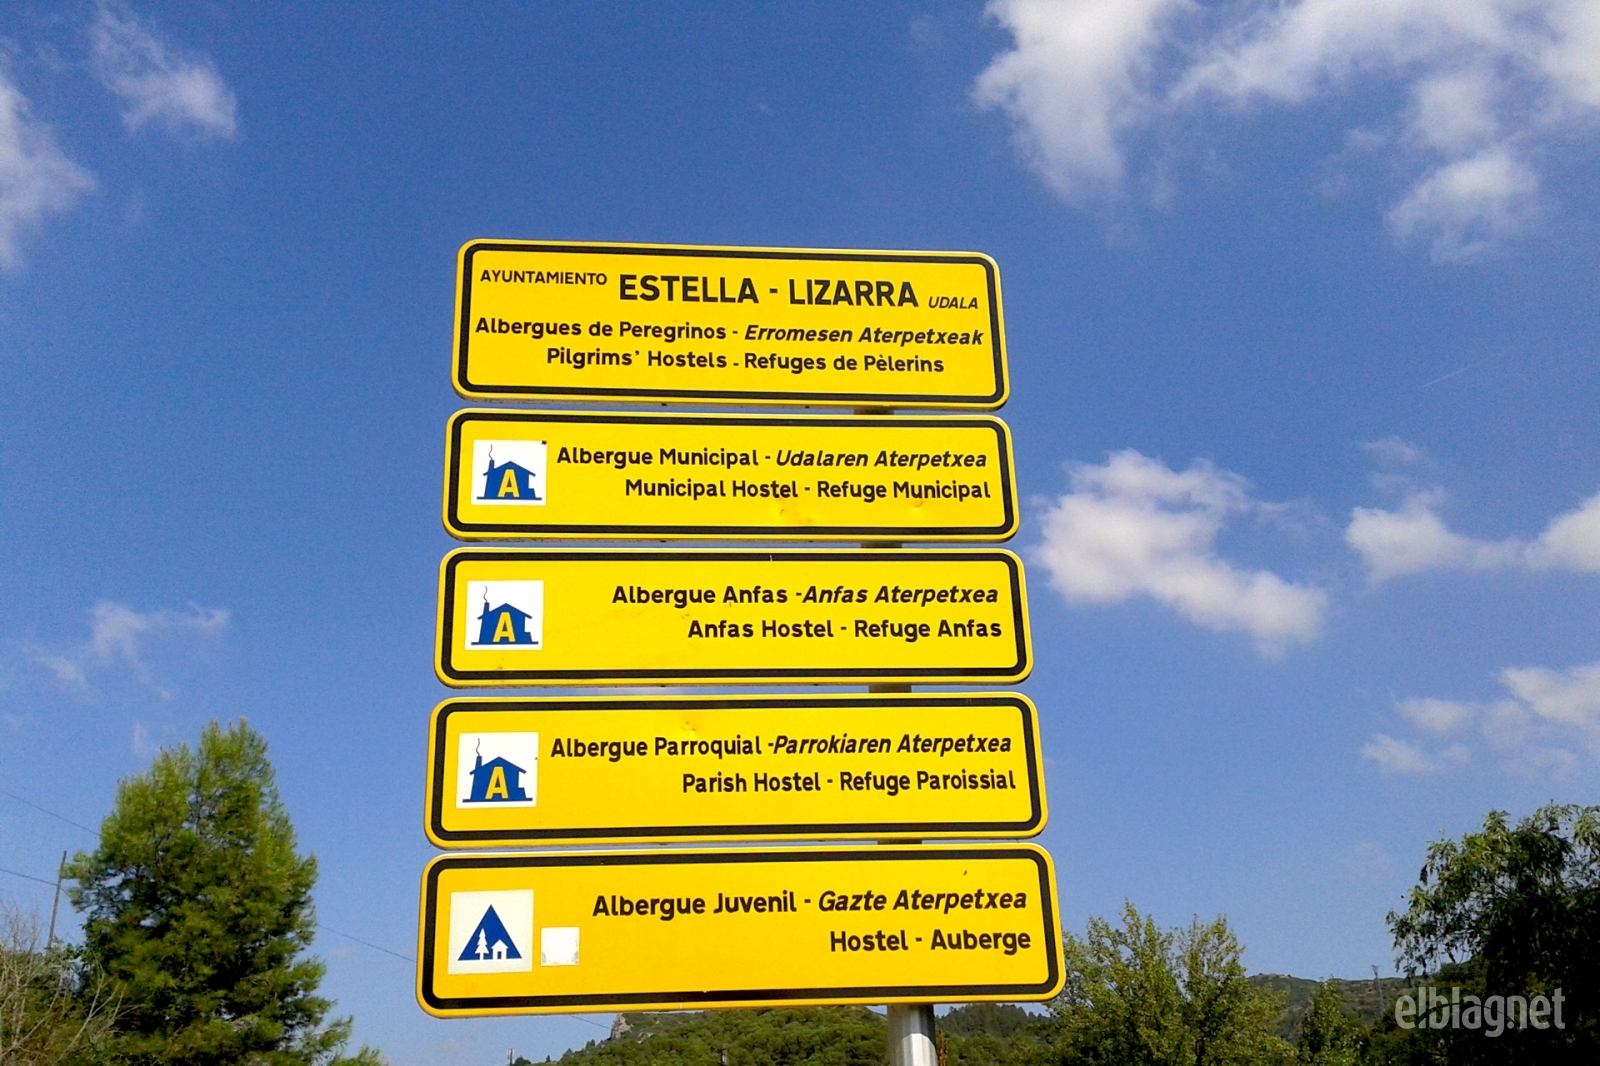 AYUNTAMIENTO ESTELLA - LIZARRA UDALA
Albergues de Peregrinos - Erromesen Aterpetxeak
Pilgrims' Hostels - Refuges de Pèlerins
A Albergue Municipal - Udalaren Aterpetxea
Municipal Hostel - Refuge Municipal
A Albergue Anfas - Anfas Aterpetxea
Anfas Hostel - Refuge Anfas
A Albergue Parroquial - Parrokiaren Aterpetxea
Parish Hostel - Refuge Paroissial
Albergue Juvenil - Gazte Aterpetxea
Hostel - Auberge
elblagnet